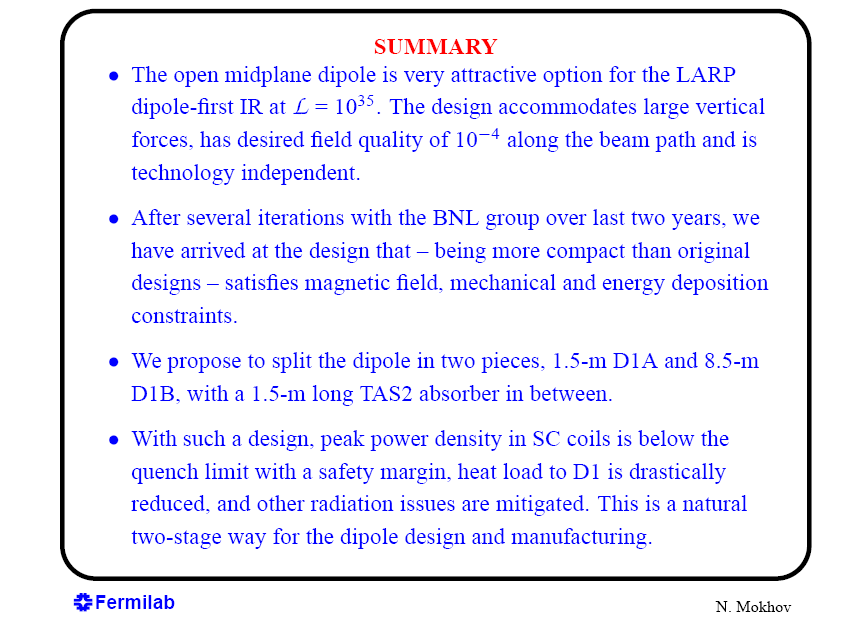 SUMMARY
• The open midplane dipole is very attractive option for the LARP
dipole-first IR at ℒ = 10³⁵. The design accommodates large vertical
forces, has desired field quality of 10⁻⁴ along the beam path and is
technology independent.
• After several iterations with the BNL group over last two years, we
have arrived at the design that – being more compact than original
designs – satisfies magnetic field, mechanical and energy deposition
constraints.
• We propose to split the dipole in two pieces, 1.5-m D1A and 8.5-m
D1B, with a 1.5-m long TAS2 absorber in between.
• With such a design, peak power density in SC coils is below the
quench limit with a safety margin, heat load to D1 is drastically
reduced, and other radiation issues are mitigated. This is a natural
two-stage way for the dipole design and manufacturing.
Fermilab
N. Mokhov